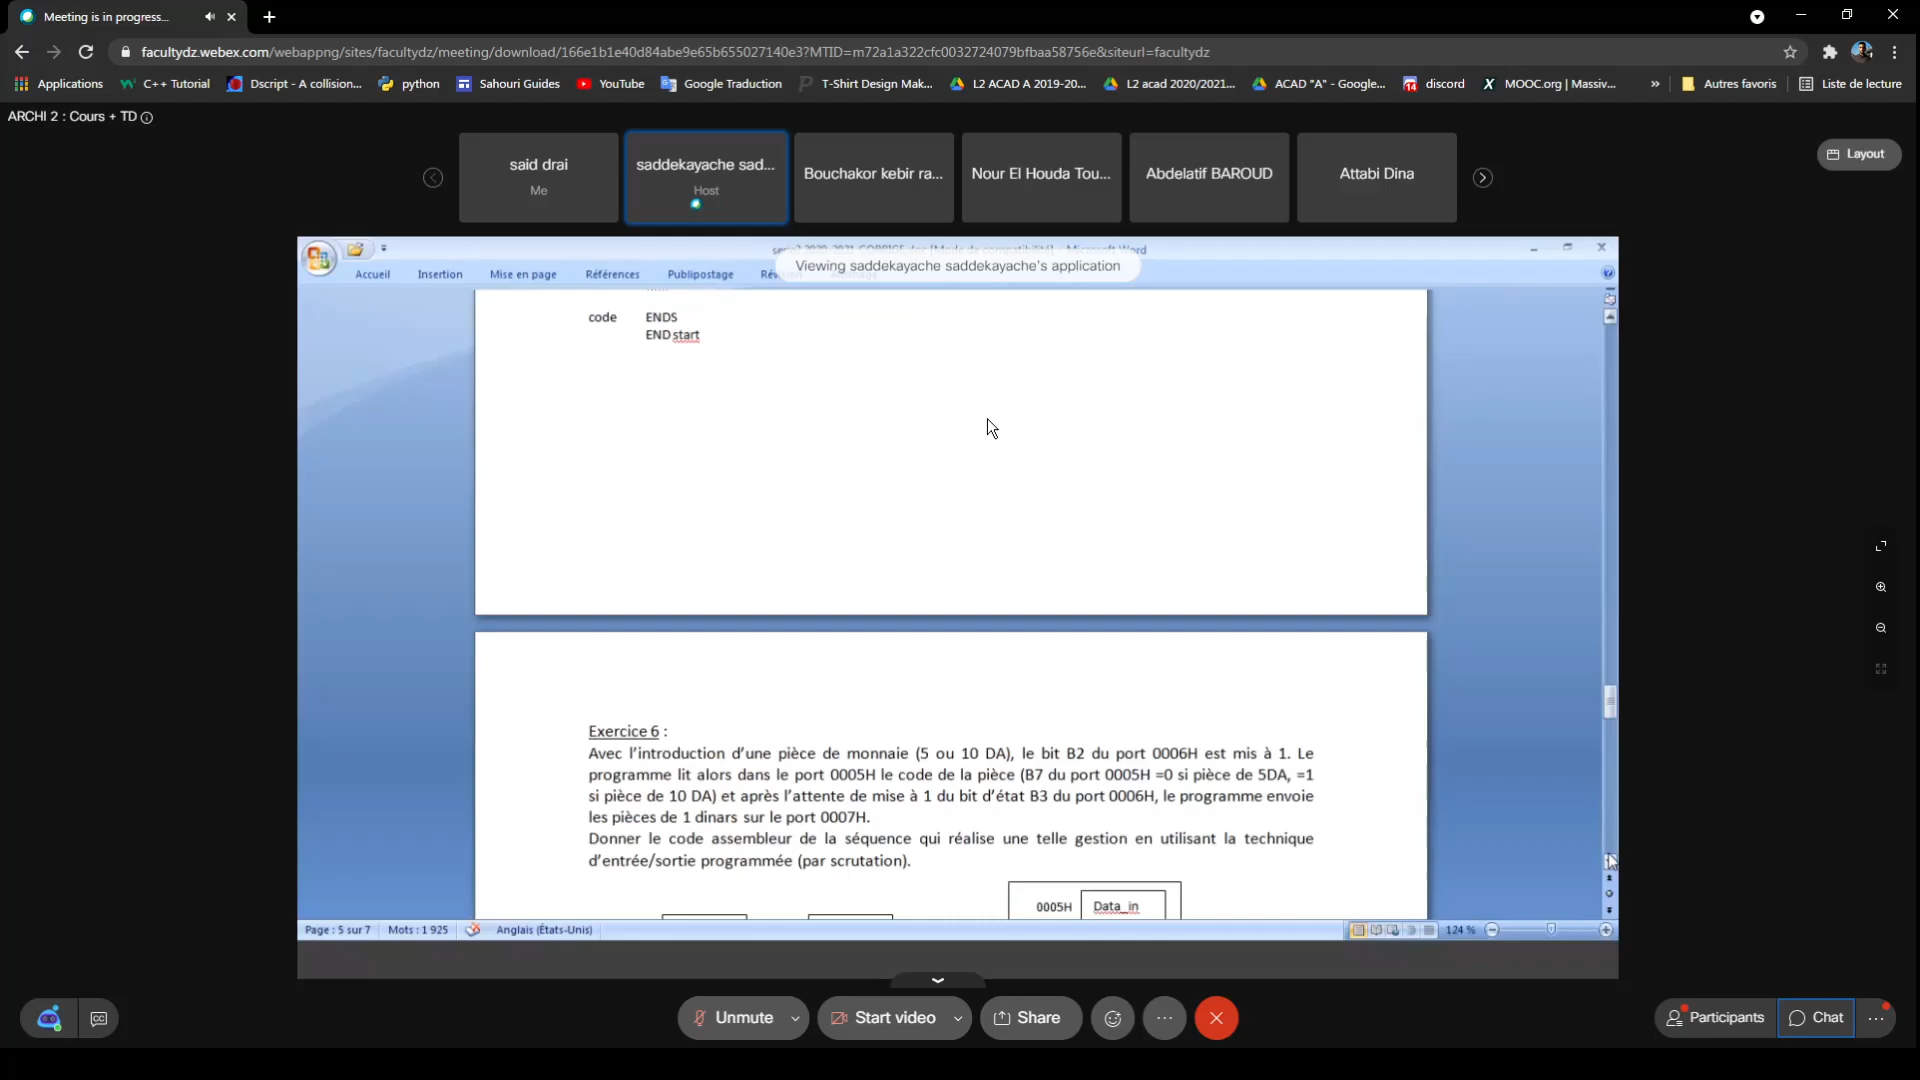 Meeting is in progress...
facultydz.webex.com/webappng/sites/facultydz/meeting/download/166e1b1e40d84abe9e65b655027140e3?MTID=m72a1a322cfc0032724079bfbaa58756e&siteurl=facultydz
Applications C++ Tutorial Dscript - A collision... python Sahouri Guides YouTube Google Traduction T-Shirt Design Mak... L2 ACAD A 2019-20... L2 acad 2020/2021... ACAD "A" - Google... 14 discord MOOC.org | Massiv... » Autres favoris Liste de lecture
ARCHI 2 : Cours + TD
Layout
said drai
Me
saddekayache sad...
Host
Bouchakor kebir ra...
Nour El Houda Tou...
Abdelatif BAROUD
Attabi Dina
Microsoft Word
Viewing saddekayache saddekayache's application
Accueil Insertion Mise en page Références Publipostage
code ENDS
END start
Exercice 6 :
Avec l'introduction d'une pièce de monnaie (5 ou 10 DA), le bit B2 du port 0006H est mis à 1. Le
programme lit alors dans le port 0005H le code de la pièce (B7 du port 0005H =0 si pièce de 5DA, =1
si pièce de 10 DA) et après l'attente de mise à 1 du bit d'état B3 du port 0006H, le programme envoie
les pièces de 1 dinars sur le port 0007H.
Donner le code assembleur de la séquence qui réalise une telle gestion en utilisant la technique
d'entrée/sortie programmée (par scrutation).
0005H Data_in
Page : 5 sur 7 Mots : 1 925 Anglais (États-Unis) 124 %
Unmute Start video Share Participants Chat